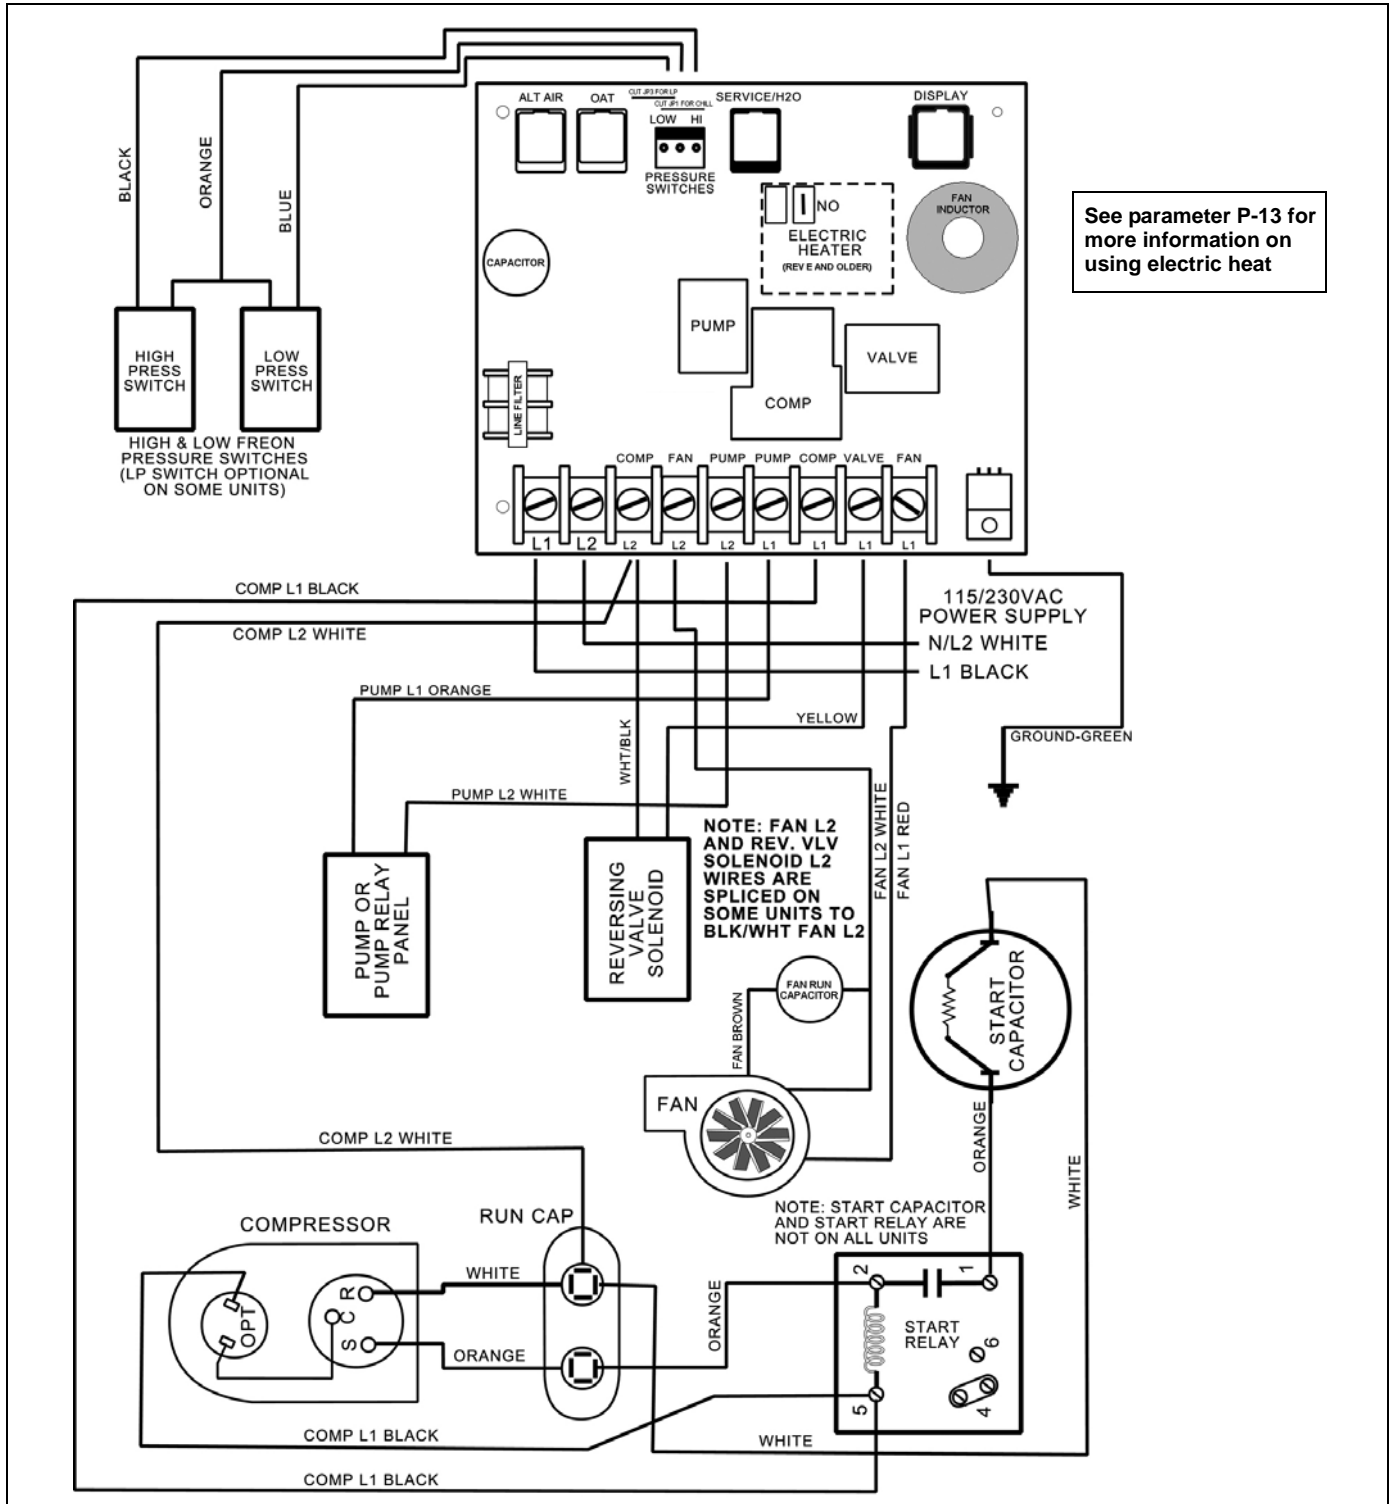 ALT AIR
OAT
CUT JP3 FOR LP
CUT JP1 FOR CHILL
LOW HI
PRESSURE
SWITCHES
SERVICE/H2O
DISPLAY
BLACK
ORANGE
BLUE
NO
ELECTRIC
HEATER
(REV E AND OLDER)
FAN
INDUCTOR
See parameter P-13 for
more information on
using electric heat
CAPACITOR
HIGH
PRESS
SWITCH
LOW
PRESS
SWITCH
HIGH & LOW FREON
PRESSURE SWITCHES
(LP SWITCH OPTIONAL
ON SOME UNITS)
PUMP
COMP
VALVE
LINE FILTER
COMP FAN PUMP PUMP COMP VALVE FAN
L1 L2 L2 L2 L2 L1 L1 L1 L1
COMP L1 BLACK
COMP L2 WHITE
115/230VAC
POWER SUPPLY
N/L2 WHITE
L1 BLACK
PUMP L1 ORANGE
WHT/BLK
YELLOW
GROUND-GREEN
PUMP L2 WHITE
PUMP OR
PUMP RELAY
PANEL
REVERSING
VALVE
SOLENOID
NOTE: FAN L2
AND REV. VLV
SOLENOID L2
WIRES ARE
SPLICED ON
SOME UNITS TO
BLK/WHT FAN L2
FAN L2 WHITE
FAN L1 RED
FAN RUN
CAPACITOR
FAN BROWN
FAN
START
CAPACITOR
ORANGE
WHITE
COMP L2 WHITE
NOTE: START CAPACITOR
AND START RELAY ARE
NOT ON ALL UNITS
COMPRESSOR
RUN CAP
OPT
R
C
S
WHITE
ORANGE
ORANGE
2
1
START
RELAY
6
5
4
COMP L1 BLACK
WHITE
COMP L1 BLACK